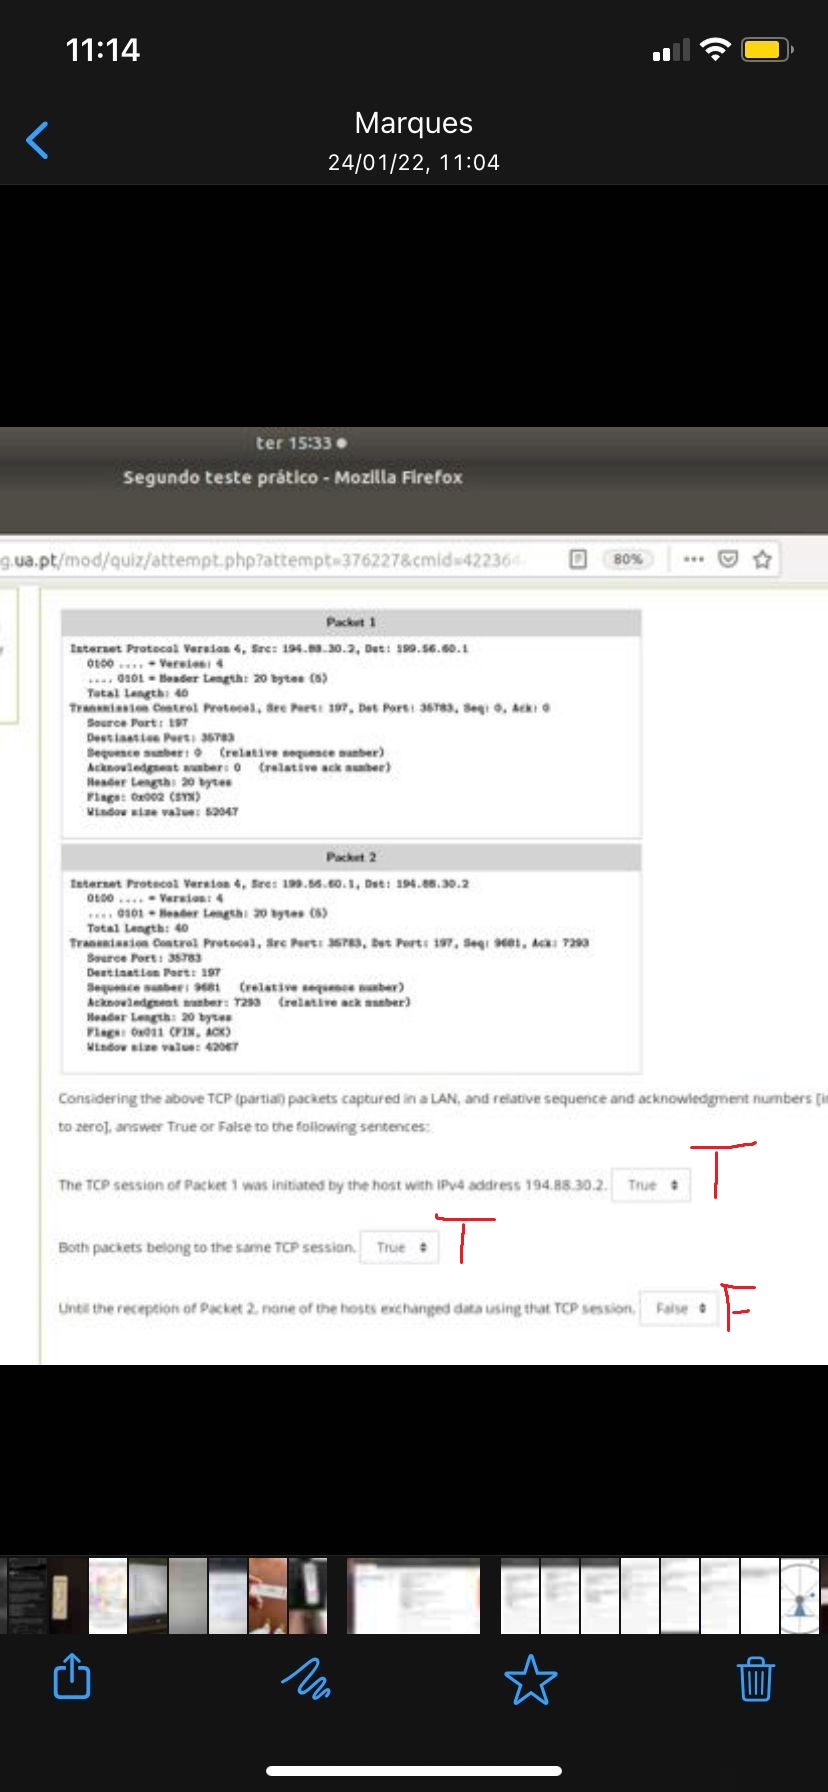 11:14
Marques
24/01/22, 11:04
ter 15:33
Segundo teste prático - Mozilla Firefox
g.ua.pt/mod/quiz/attempt.php?attempt=376227&cmid=42236
80%
Packet 1
Internet Protocol Version 4, Src: 194.88.30.2, Dst: 199.56.60.1
0100 .... = Version: 4
.... 0101 = Header Length: 20 bytes (5)
Total Length: 40
Transmission Control Protocol, Src Port: 197, Dst Port: 35783, Seq: 0, Ack: 0
Source Port: 197
Destination Port: 35783
Sequence number: 0 (relative sequence number)
Acknowledgment number: 0 (relative ack number)
Header Length: 20 bytes
Flags: 0x002 (SYN)
Window size value: 52047
Packet 2
Internet Protocol Version 4, Src: 199.56.60.1, Dst: 194.88.30.2
0100 .... = Version: 4
.... 0101 = Header Length: 20 bytes (5)
Total Length: 40
Transmission Control Protocol, Src Port: 35783, Dst Port: 197, Seq: 9681, Ack: 7293
Source Port: 35783
Destination Port: 197
Sequence number: 9681 (relative sequence number)
Acknowledgment number: 7293 (relative ack number)
Header Length: 20 bytes
Flags: 0x011 (FIN, ACK)
Window size value: 42067
Considering the above TCP (partial) packets captured in a LAN, and relative sequence and acknowledgment numbers [i
to zero], answer True or False to the following sentences:
The TCP session of Packet 1 was initiated by the host with IPv4 address 194.88.30.2. True T
Both packets belong to the same TCP session. True T
Until the reception of Packet 2, none of the hosts exchanged data using that TCP session. False F